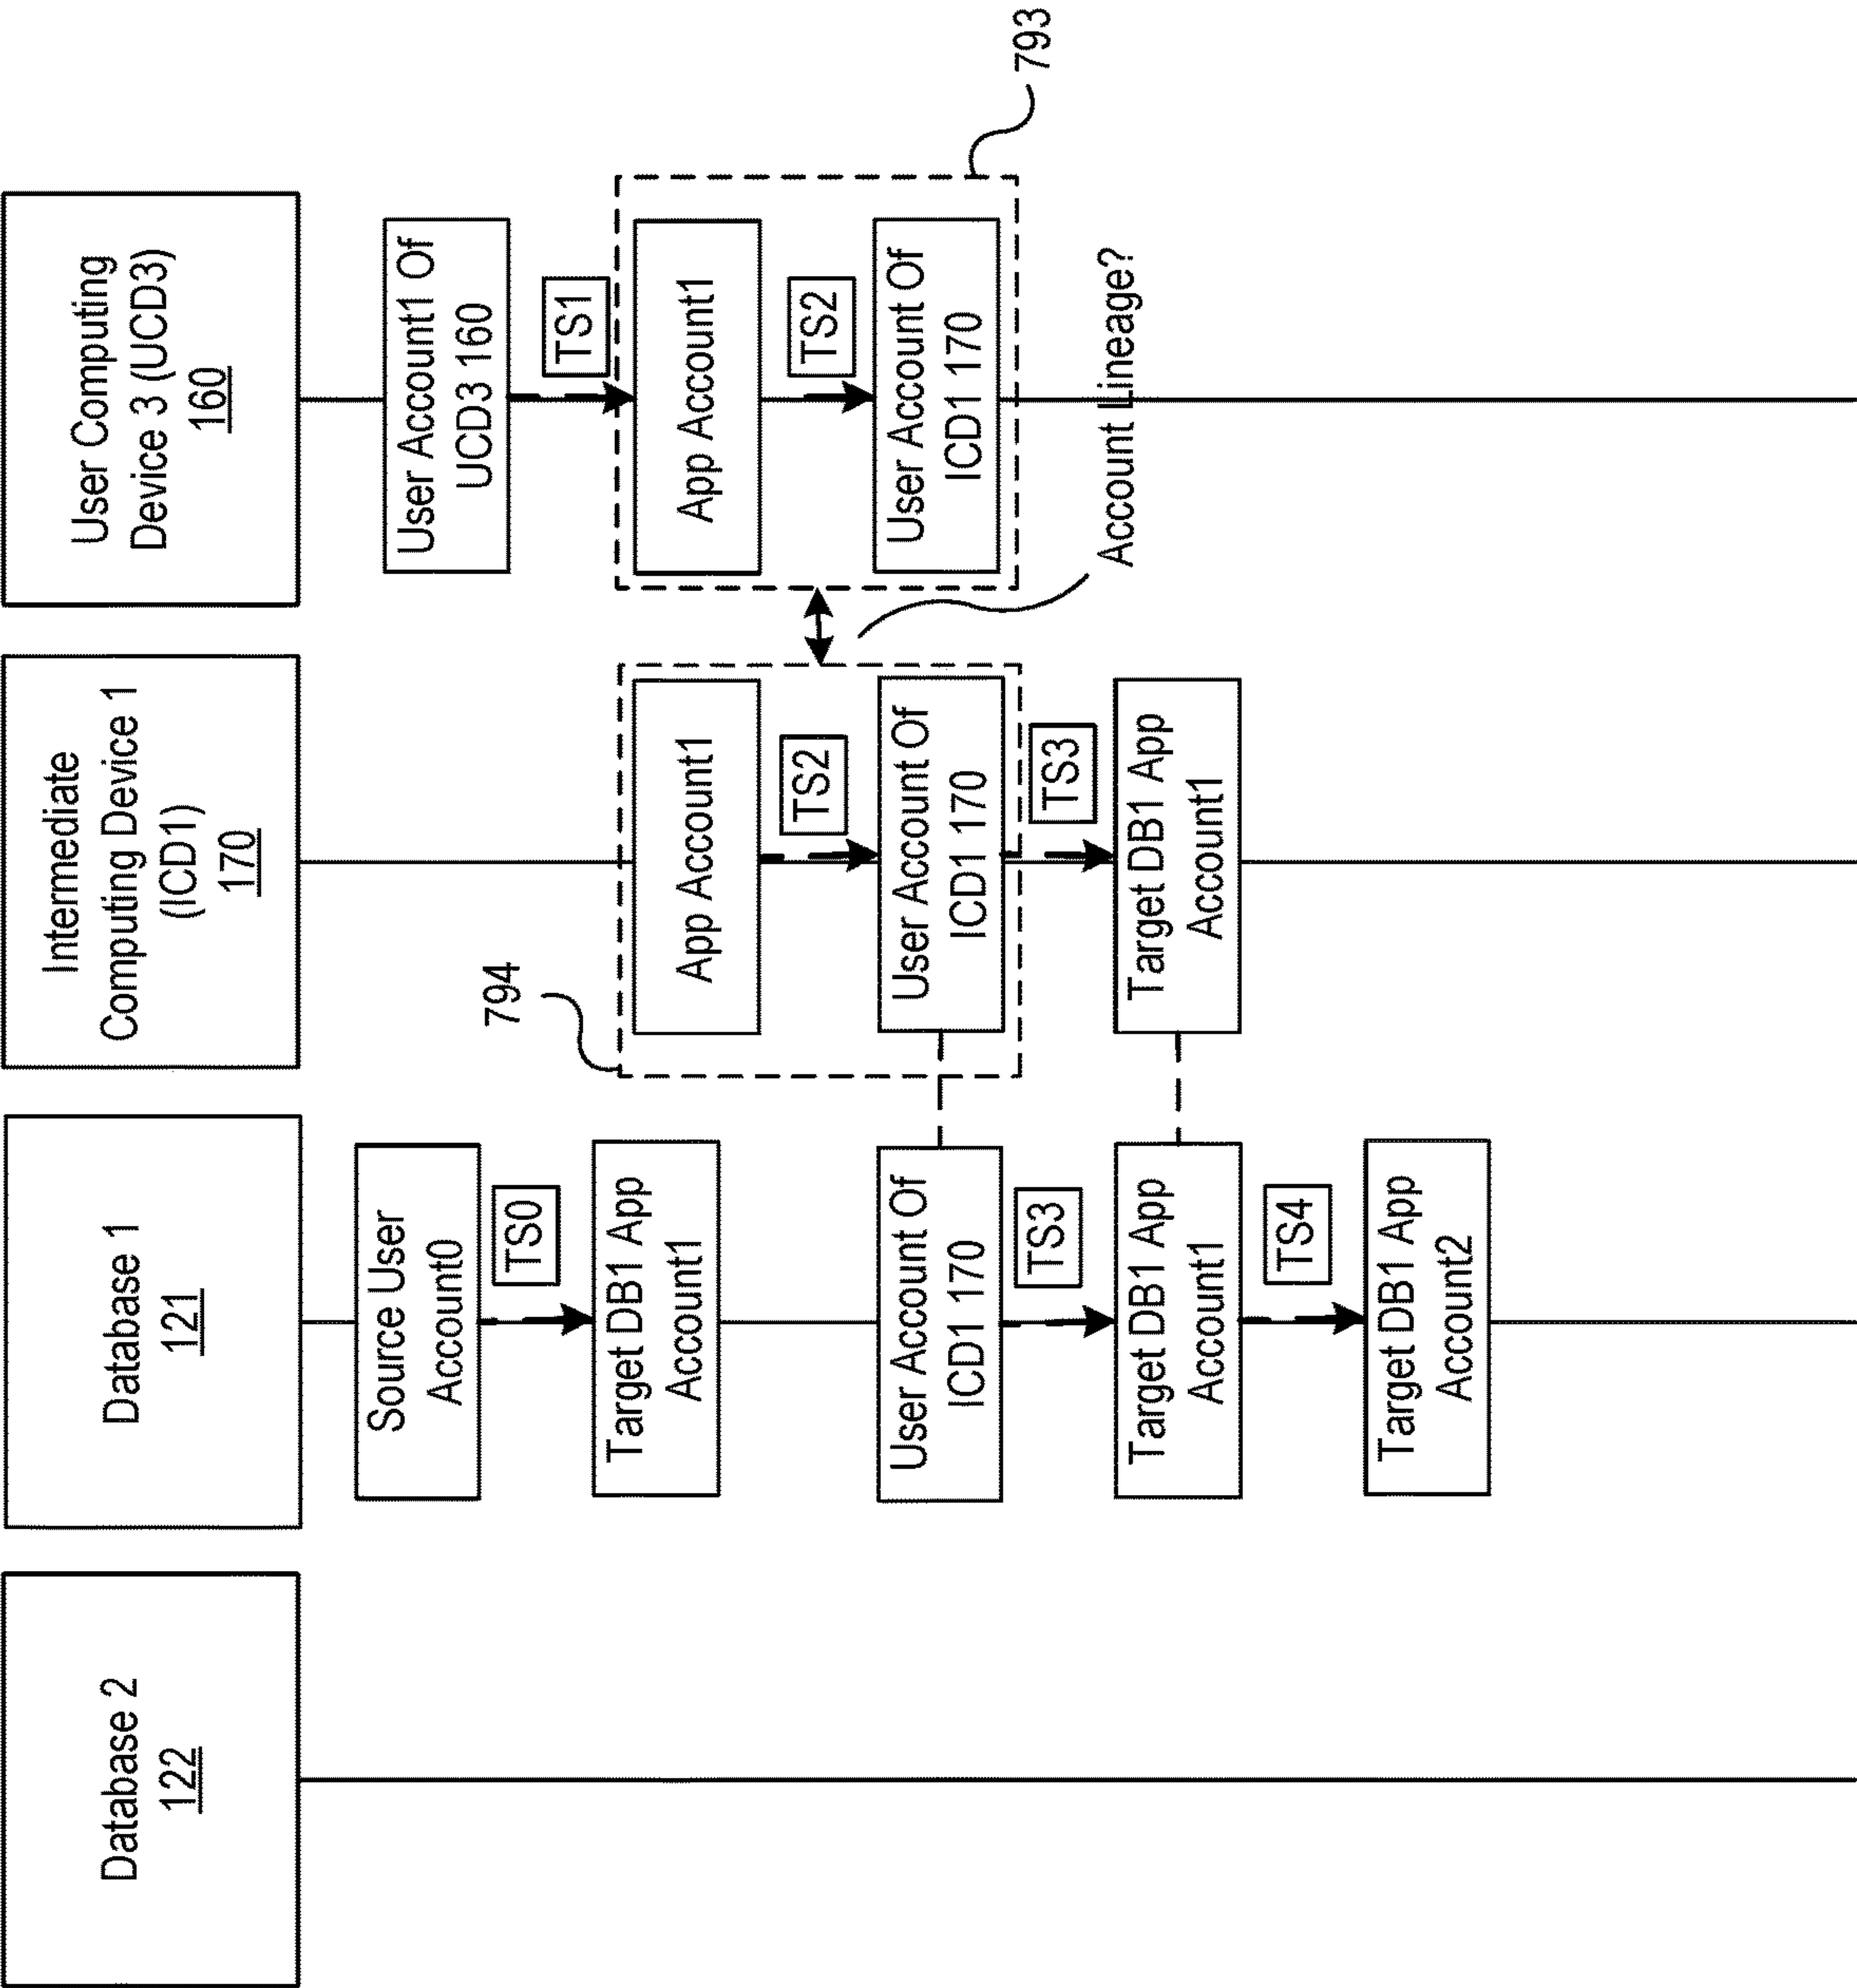 Database 2
122
Database 1
121
Source User
Account0
TS0
Target DB1 App
Account1
User Account Of
ICD1 170
TS3
Target DB1 App
Account1
TS4
Target DB1 App
Account2
Intermediate
Computing Device 1
(ICD1)
170
794
App Account1
TS2
User Account Of
ICD1 170
TS3
Target DB1 App
Account1
User Computing
Device 3 (UCD3)
160
User Account1 Of
UCD3 160
TS1
App Account1
TS2
User Account Of
ICD1 170
793
Account Lineage?